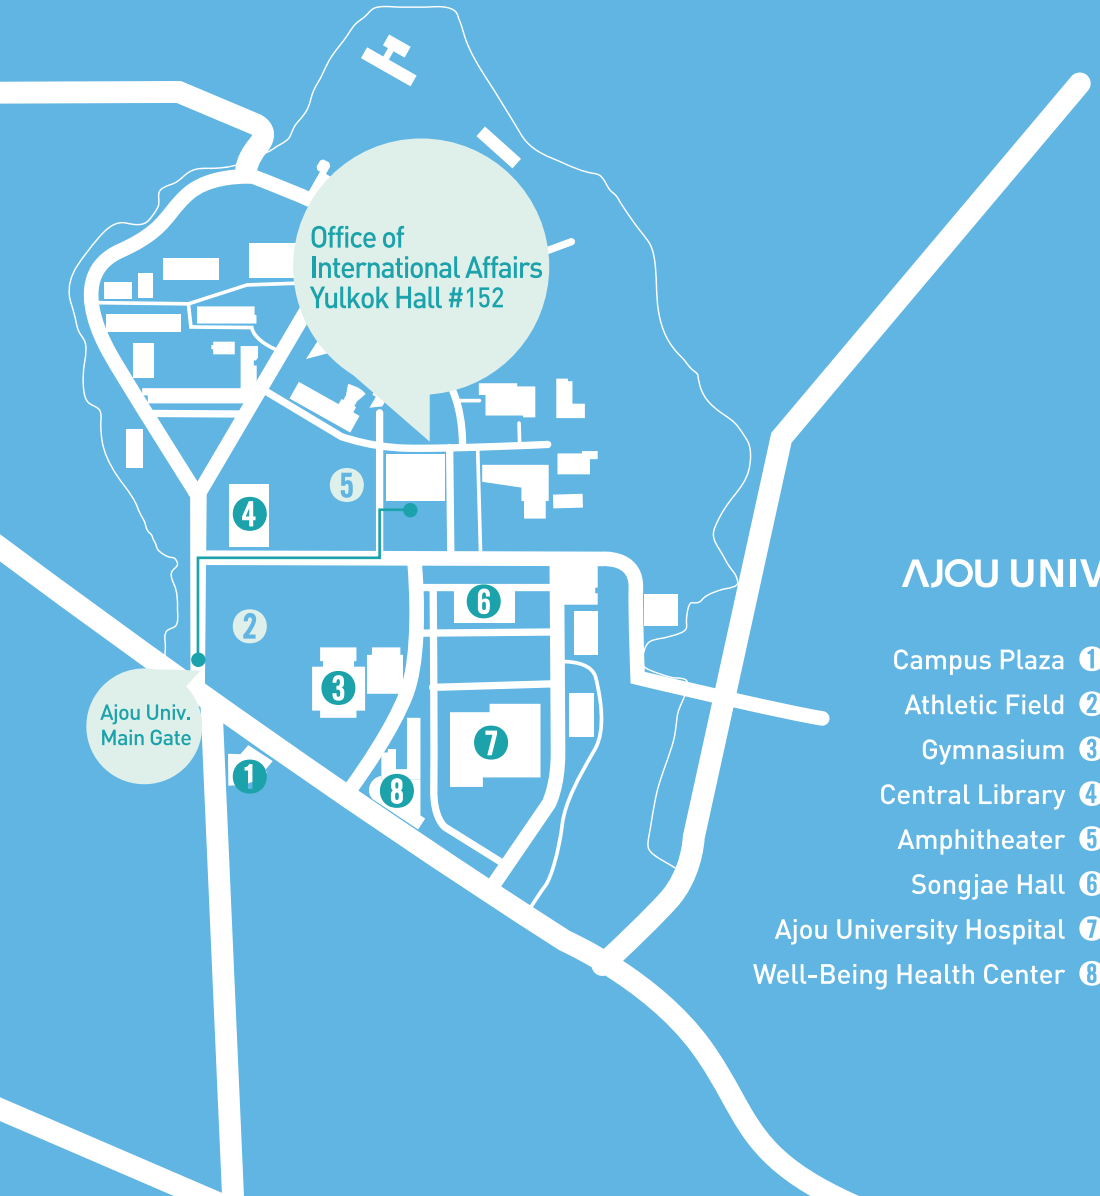 Office of
International Affairs
Yulkok Hall #152
5
4
2
6
3
Ajou Univ.
Main Gate
7
1
8
AJOU UNIV
Campus Plaza 1
Athletic Field 2
Gymnasium 3
Central Library 4
Amphitheater 5
Songjae Hall 6
Ajou University Hospital 7
Well-Being Health Center 8